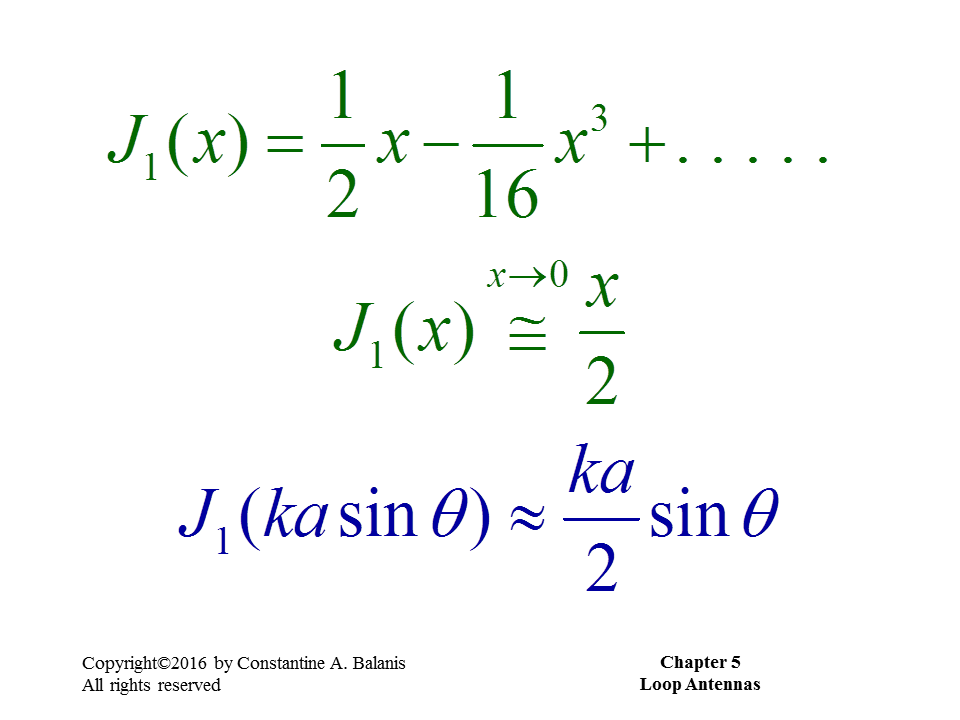 J₁(x) = 1/2 x − 1/16 x³ + . . . . .
J₁(x) ≅ x/2 (x→0)
J₁(ka sin θ) ≈ ka/2 sin θ
Copyright©2016 by Constantine A. Balanis
All rights reserved
Chapter 5
Loop Antennas